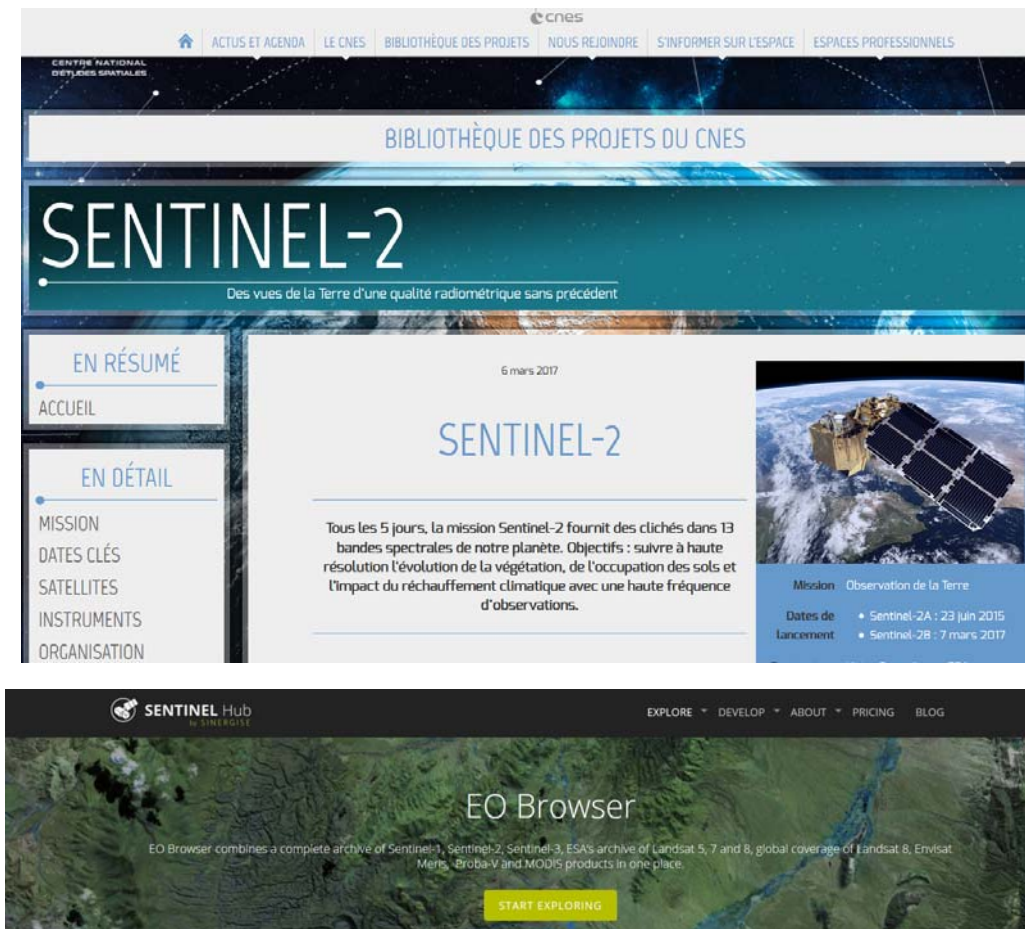 cnes
ACTUS ET AGENDA LE CNES BIBLIOTHÈQUE DES PROJETS NOUS REJOINDRE S'INFORMER SUR L'ESPACE ESPACES PROFESSIONNELS
CENTRE NATIONAL
D'ÉTUDES SPATIALES
BIBLIOTHÈQUE DES PROJETS DU CNES
SENTINEL-2
Des vues de la Terre d'une qualité radiométrique sans précédent
EN RÉSUMÉ
ACCUEIL
EN DÉTAIL
MISSION
DATES CLÉS
SATELLITES
INSTRUMENTS
ORGANISATION
6 mars 2017
SENTINEL-2
Tous les 5 jours, la mission Sentinel-2 fournit des clichés dans 13
bandes spectrales de notre planète. Objectifs : suivre à haute
résolution l'évolution de la végétation, de l'occupation des sols et
l'impact du réchauffement climatique avec une haute fréquence
d'observations.
Mission Observation de la Terre
Dates de lancement
• Sentinel-2A : 23 juin 2015
• Sentinel-2B : 7 mars 2017
SENTINEL Hub
by SINERGISE
EXPLORE DEVELOP ABOUT PRICING BLOG
EO Browser
EO Browser combines a complete archive of Sentinel-1, Sentinel-2, Sentinel-3, ESA's archive of Landsat 5, 7 and 8, global coverage of Landsat 8, Envisat
Meris, Proba-V and MODIS products in one place.
START EXPLORING